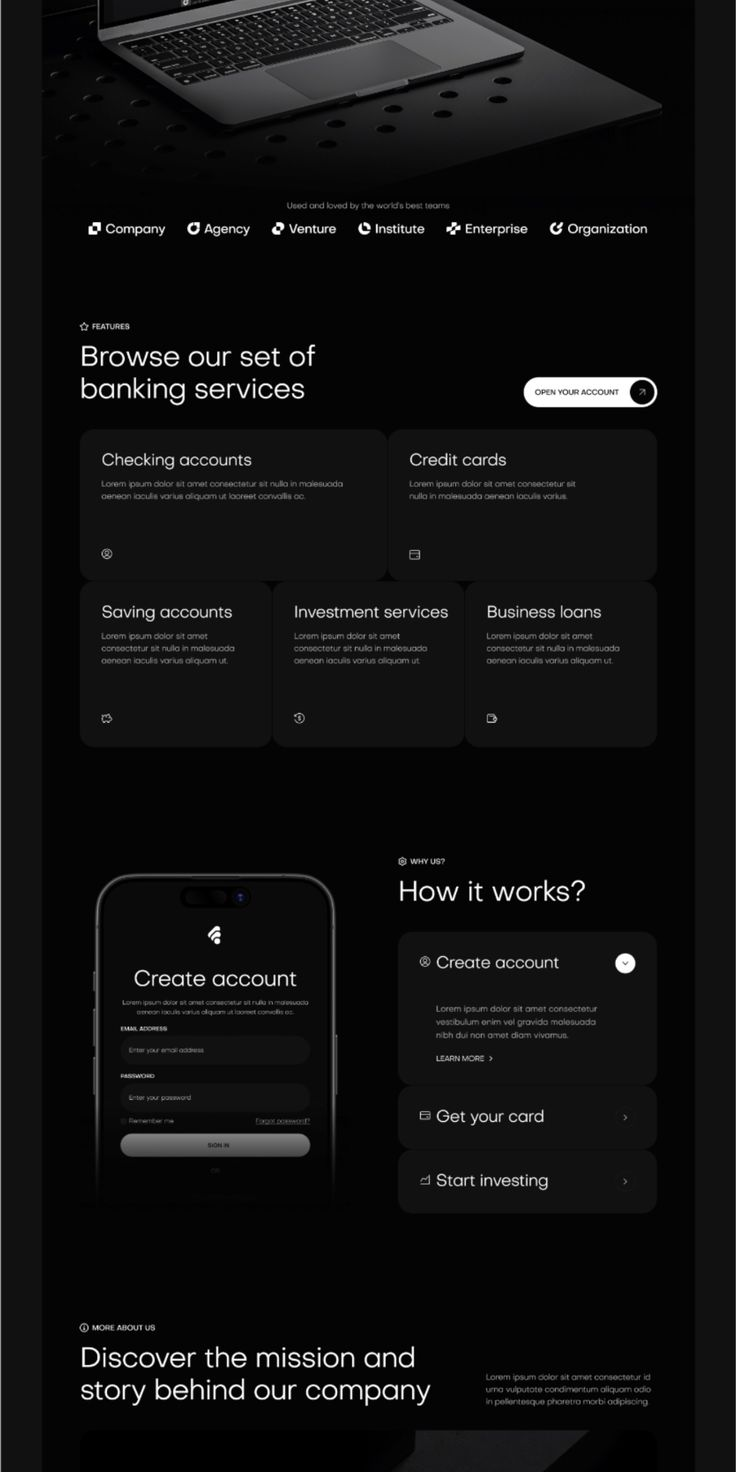 Used and loved by the world's best teams
Company Agency Venture Institute Enterprise Organization
FEATURES
Browse our set of
banking services
OPEN YOUR ACCOUNT
Checking accounts
Lorem ipsum dolor sit amet consectetur sit nulla in malesuada
aenean iaculis varius aliquam ut laoreet convallis ac.
Credit cards
Lorem ipsum dolor sit amet consectetur sit
nulla in malesuada aenean iaculis varius.
Saving accounts
Lorem ipsum dolor sit amet
consectetur sit nulla in malesuada
aenean iaculis varius aliquam ut.
Investment services
Lorem ipsum dolor sit amet
consectetur sit nulla in malesuada
aenean iaculis varius aliquam ut.
Business loans
Lorem ipsum dolor sit amet
consectetur sit nulla in malesuada
aenean iaculis varius aliquam ut.
Create account
Lorem ipsum dolor sit amet consectetur sit nulla in malesuada
aenean iaculis varius aliquam ut laoreet convallis ac.
EMAIL ADDRESS
Enter your email address
PASSWORD
Enter your password
Remember me Forgot password?
SIGN IN
OR
WHY US?
How it works?
Create account
Lorem ipsum dolor sit amet consectetur
vestibulum enim vel gravida malesuada
nibh dui non amet diam vivamus.
LEARN MORE
Get your card
Start investing
MORE ABOUT US
Discover the mission and
story behind our company
Lorem ipsum dolor sit amet consectetur id
urna vulputate condimentum aliquam odio
in pellentesque pharetra morbi adipiscing.